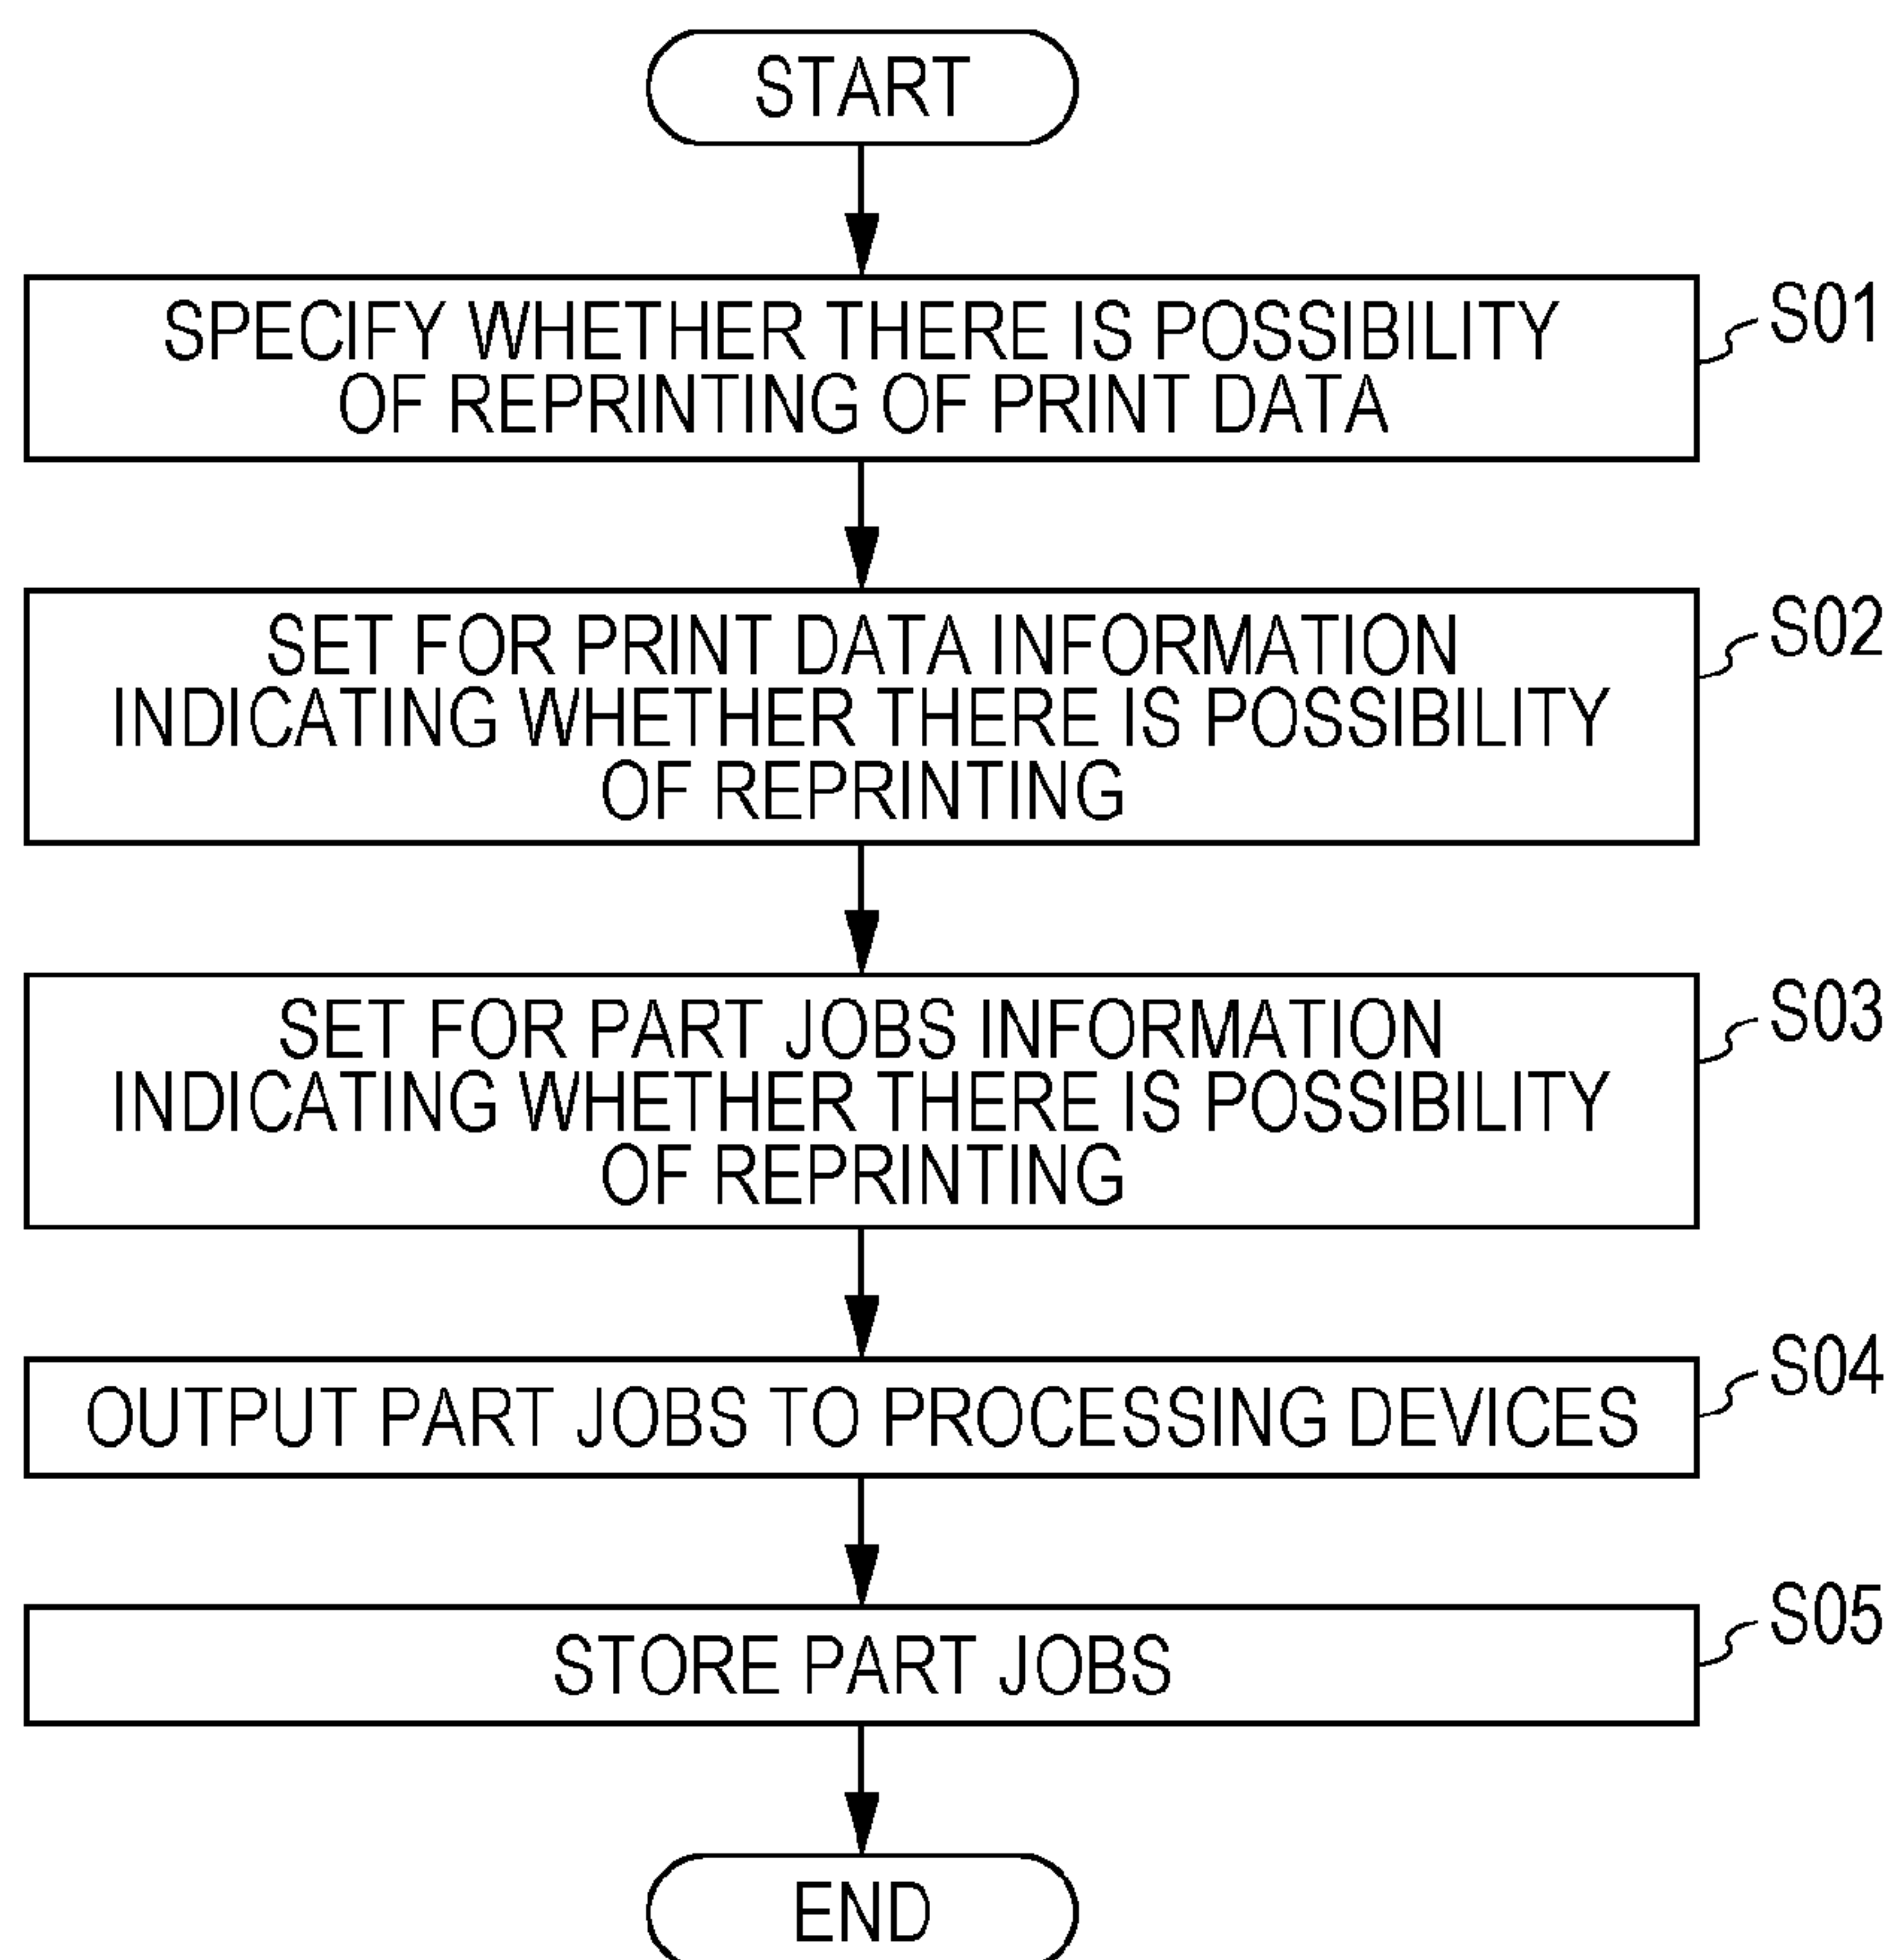 START
SPECIFY WHETHER THERE IS POSSIBILITY
OF REPRINTING OF PRINT DATA
S01
SET FOR PRINT DATA INFORMATION
INDICATING WHETHER THERE IS POSSIBILITY
OF REPRINTING
S02
SET FOR PART JOBS INFORMATION
INDICATING WHETHER THERE IS POSSIBILITY
OF REPRINTING
S03
OUTPUT PART JOBS TO PROCESSING DEVICES
S04
STORE PART JOBS
S05
END